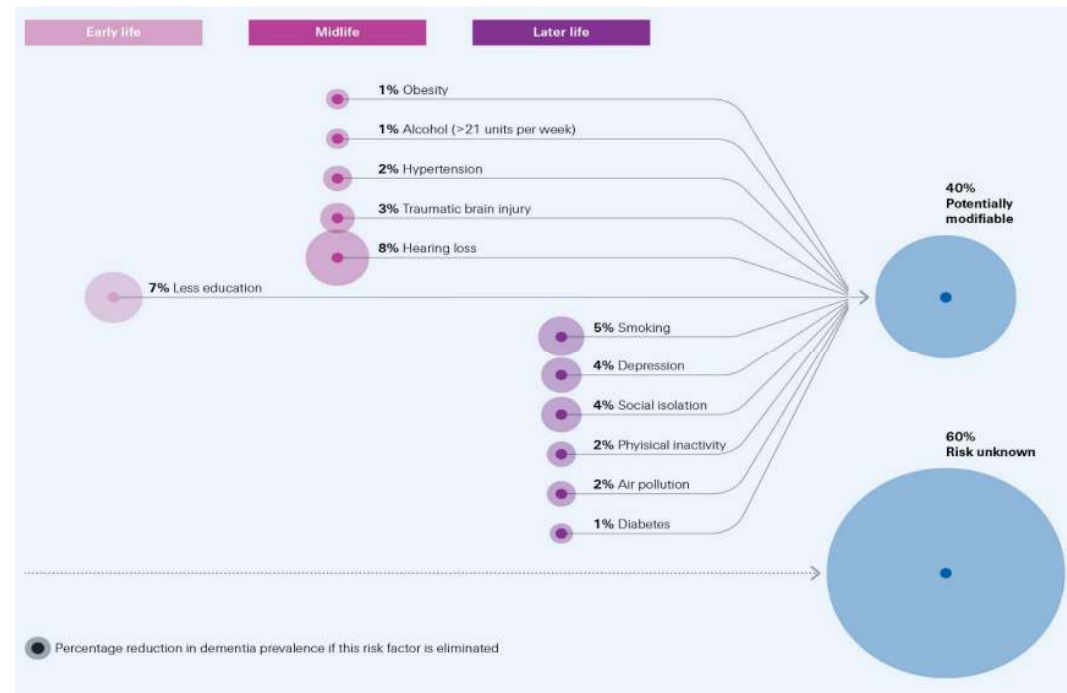 Early life
Midlife
Later life
1% Obesity
1% Alcohol (>21 units per week)
2% Hypertension
3% Traumatic brain injury
8% Hearing loss
7% Less education
5% Smoking
4% Depression
4% Social isolation
2% Phyisical inactivity
2% Air pollution
1% Diabetes
40%
Potentially
modifiable
60%
Risk unknown
Percentage reduction in dementia prevalence if this risk factor is eliminated